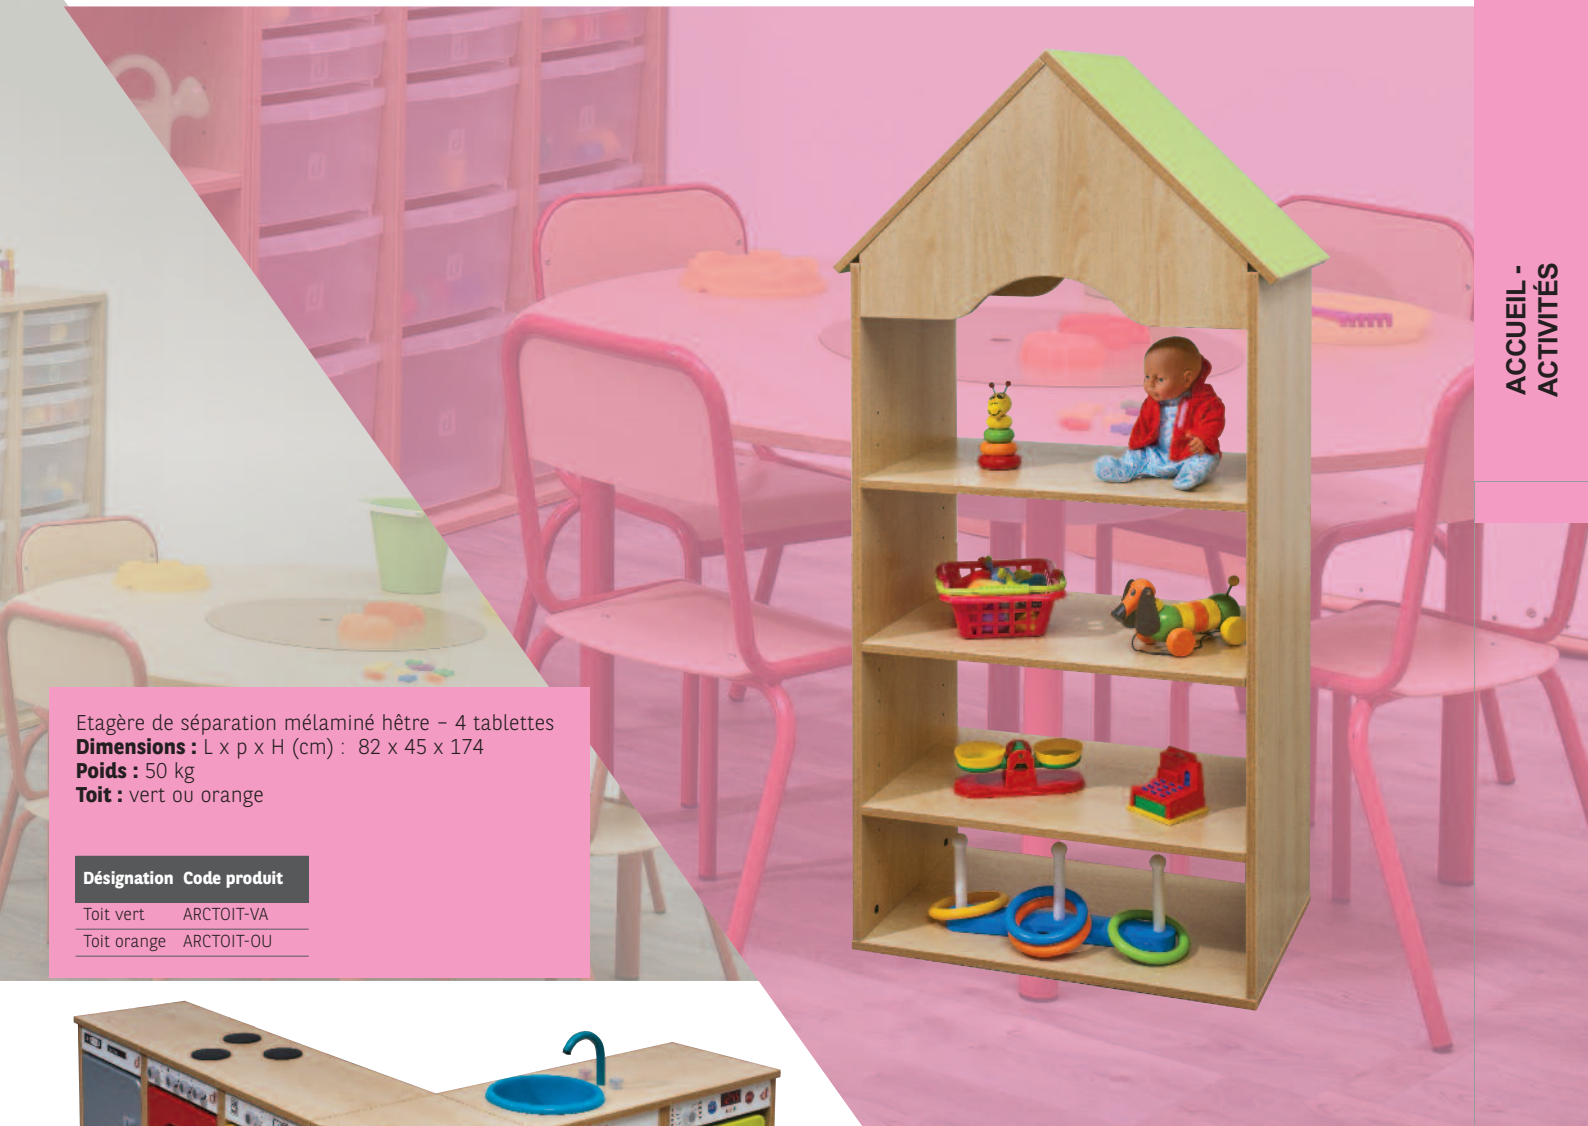 ACCUEIL -
ACTIVITÉS
Etagère de séparation mélaminé hêtre – 4 tablettes
Dimensions : L x p x H (cm) : 82 x 45 x 174
Poids : 50 kg
Toit : vert ou orange
Désignation Code produit
Toit vert ARCTOIT-VA
Toit orange ARCTOIT-OU